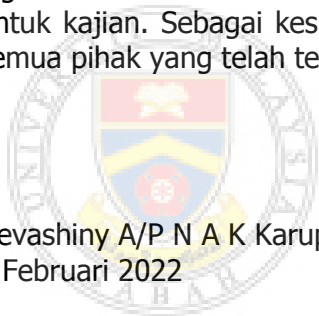 ntuk kajian. Sebagai kes
emua pihak yang telah te
evashiny A/P N A K Karup
Februari 2022